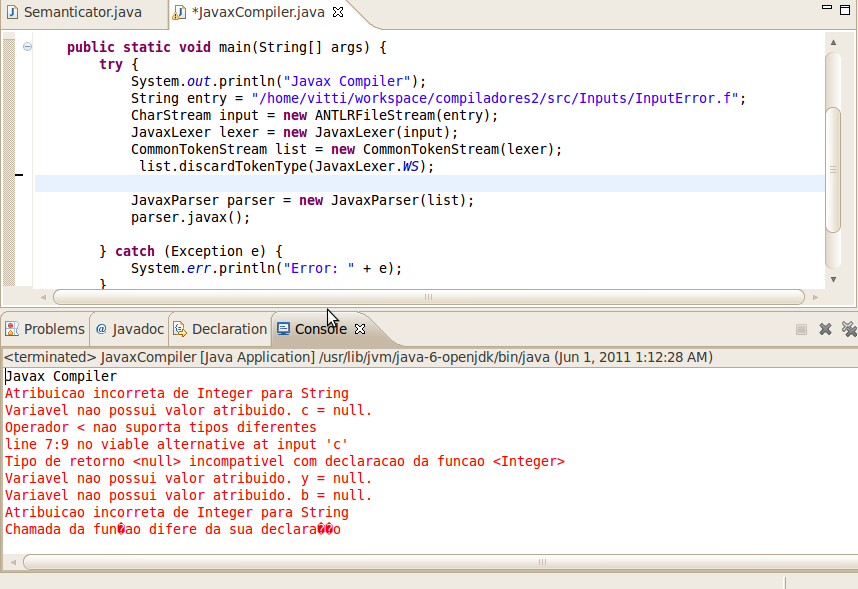 Semanticator.java
*JavaxCompiler.java
public static void main(String[] args) {
try {
System.out.println("Javax Compiler");
String entry = "/home/vitti/workspace/compiladores2/src/Inputs/InputError.f";
CharStream input = new ANTLRFileStream(entry);
JavaxLexer lexer = new JavaxLexer(input);
CommonTokenStream list = new CommonTokenStream(lexer);
list.discardTokenType(JavaxLexer.WS);
JavaxParser parser = new JavaxParser(list);
parser.javax();
} catch (Exception e) {
System.err.println("Error: " + e);
}
Problems @ Javadoc Declaration Console
<terminated> JavaxCompiler [Java Application] /usr/lib/jvm/java-6-openjdk/bin/java (Jun 1, 2011 1:12:28 AM)
Javax Compiler
Atribuicao incorreta de Integer para String
Variavel nao possui valor atribuido. c = null.
Operador < nao suporta tipos diferentes
line 7:9 no viable alternative at input 'c'
Tipo de retorno <null> incompativel com declaracao da funcao <Integer>
Variavel nao possui valor atribuido. y = null.
Variavel nao possui valor atribuido. b = null.
Atribuicao incorreta de Integer para String
Chamada da fun�ao difere da sua declara��o